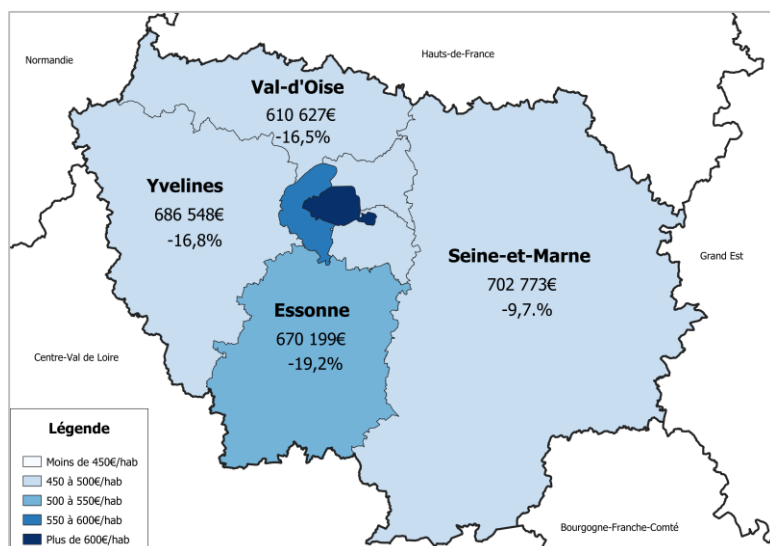 Normandie
Hauts-de-France
Val-d'Oise
610 627€
-16,5%
Yvelines
686 548€
-16,8%
Seine-et-Marne
702 773€
-9,7.%
Grand Est
Essonne
670 199€
-19,2%
Centre-Val de Loire
Bourgogne-Franche-Comté
Légende
Moins de 450€/hab
450 à 500€/hab
500 à 550€/hab
550 à 600€/hab
Plus de 600€/hab